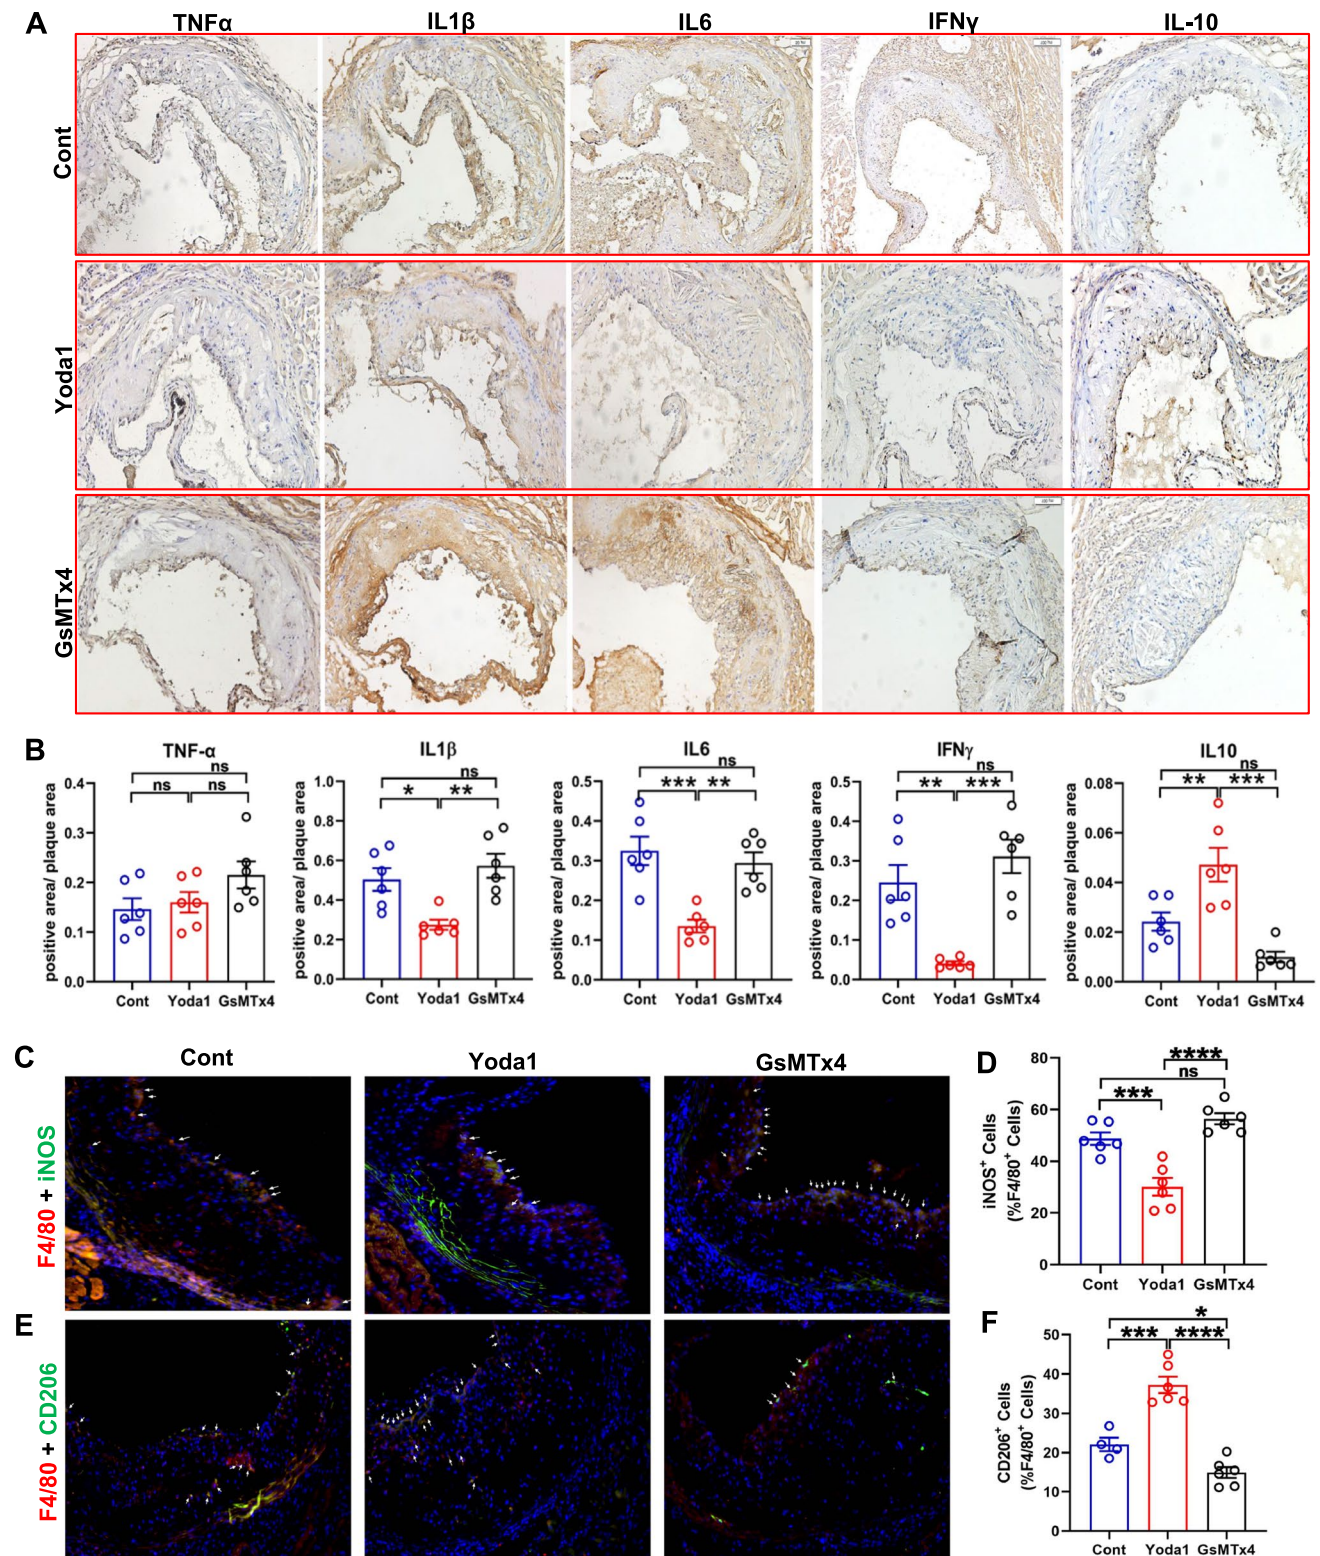 A
TNFα IL1β IL6 IFNγ IL-10
Cont
Yoda1
GsMTx4
B
TNF-α
positive area/ plaque area
0.4
0.3
0.2
0.1
0.0
ns
ns ns
Cont Yoda1 GsMTx4
IL1β
positive area/ plaque area
1.0
0.8
0.6
0.4
0.2
0.0
ns
* **
Cont Yoda1 GsMTx4
IL6
positive area/ plaque area
0.5
0.4
0.3
0.2
0.1
0.0
ns
*** **
Cont Yoda1 GsMTx4
IFNγ
positive area/ plaque area
0.5
0.4
0.3
0.2
0.1
0.0
ns
** ***
Cont Yoda1 GsMTx4
IL10
positive area/ plaque area
0.08
0.06
0.04
0.02
0.00
ns
** ***
Cont Yoda1 GsMTx4
C
Cont Yoda1 GsMTx4
F4/80 + iNOS
D
iNOS+ Cells
(%F4/80+ Cells)
80
60
40
20
0
****
ns
***
Cont Yoda1 GsMTx4
E
F4/80 + CD206
F
CD206+ Cells
(%F4/80+ Cells)
50
40
30
20
10
0
*
*** ****
Cont Yoda1 GsMTx4